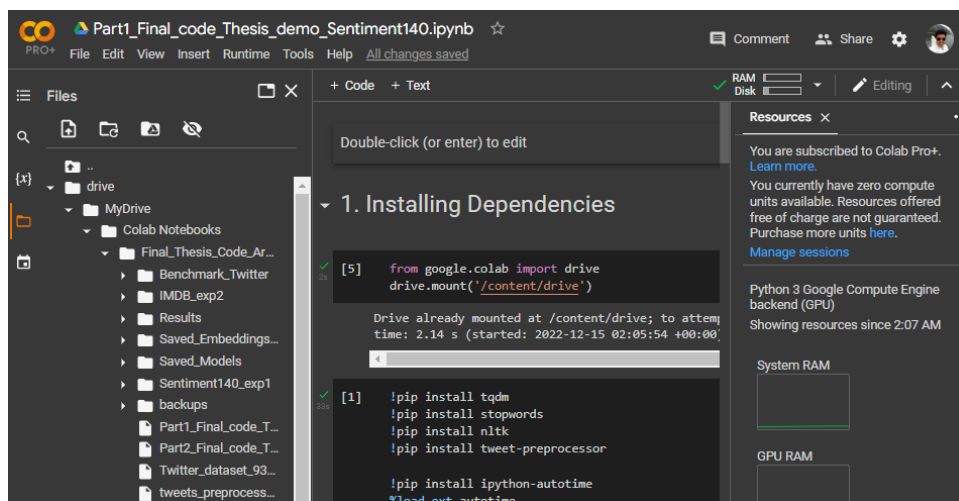 Part1_Final_code_Thesis_demo_Sentiment140.ipynb
PRO+
File Edit View Insert Runtime Tools Help All changes saved
Comment Share
Files
+ Code + Text
RAM
Disk
Editing
..
drive
MyDrive
Colab Notebooks
Final_Thesis_Code_Ar...
Benchmark_Twitter
IMDB_exp2
Results
Saved_Embeddings...
Saved_Models
Sentiment140_exp1
backups
Part1_Final_code_T...
Part2_Final_code_T...
Twitter_dataset_93...
tweets_preprocess...
{x}
Double-click (or enter) to edit
1. Installing Dependencies
[5] from google.colab import drive
2s
drive.mount('/content/drive')
Drive already mounted at /content/drive; to attemp
time: 2.14 s (started: 2022-12-15 02:05:54 +00:00)
[1] !pip install tqdm
33s
!pip install stopwords
!pip install nltk
!pip install tweet-preprocessor
!pip install ipython-autotime
%load_ext autotime
Resources
You are subscribed to Colab Pro+.
Learn more.
You currently have zero compute
units available. Resources offered
free of charge are not guaranteed.
Purchase more units here.
Manage sessions
Python 3 Google Compute Engine
backend (GPU)
Showing resources since 2:07 AM
System RAM
GPU RAM